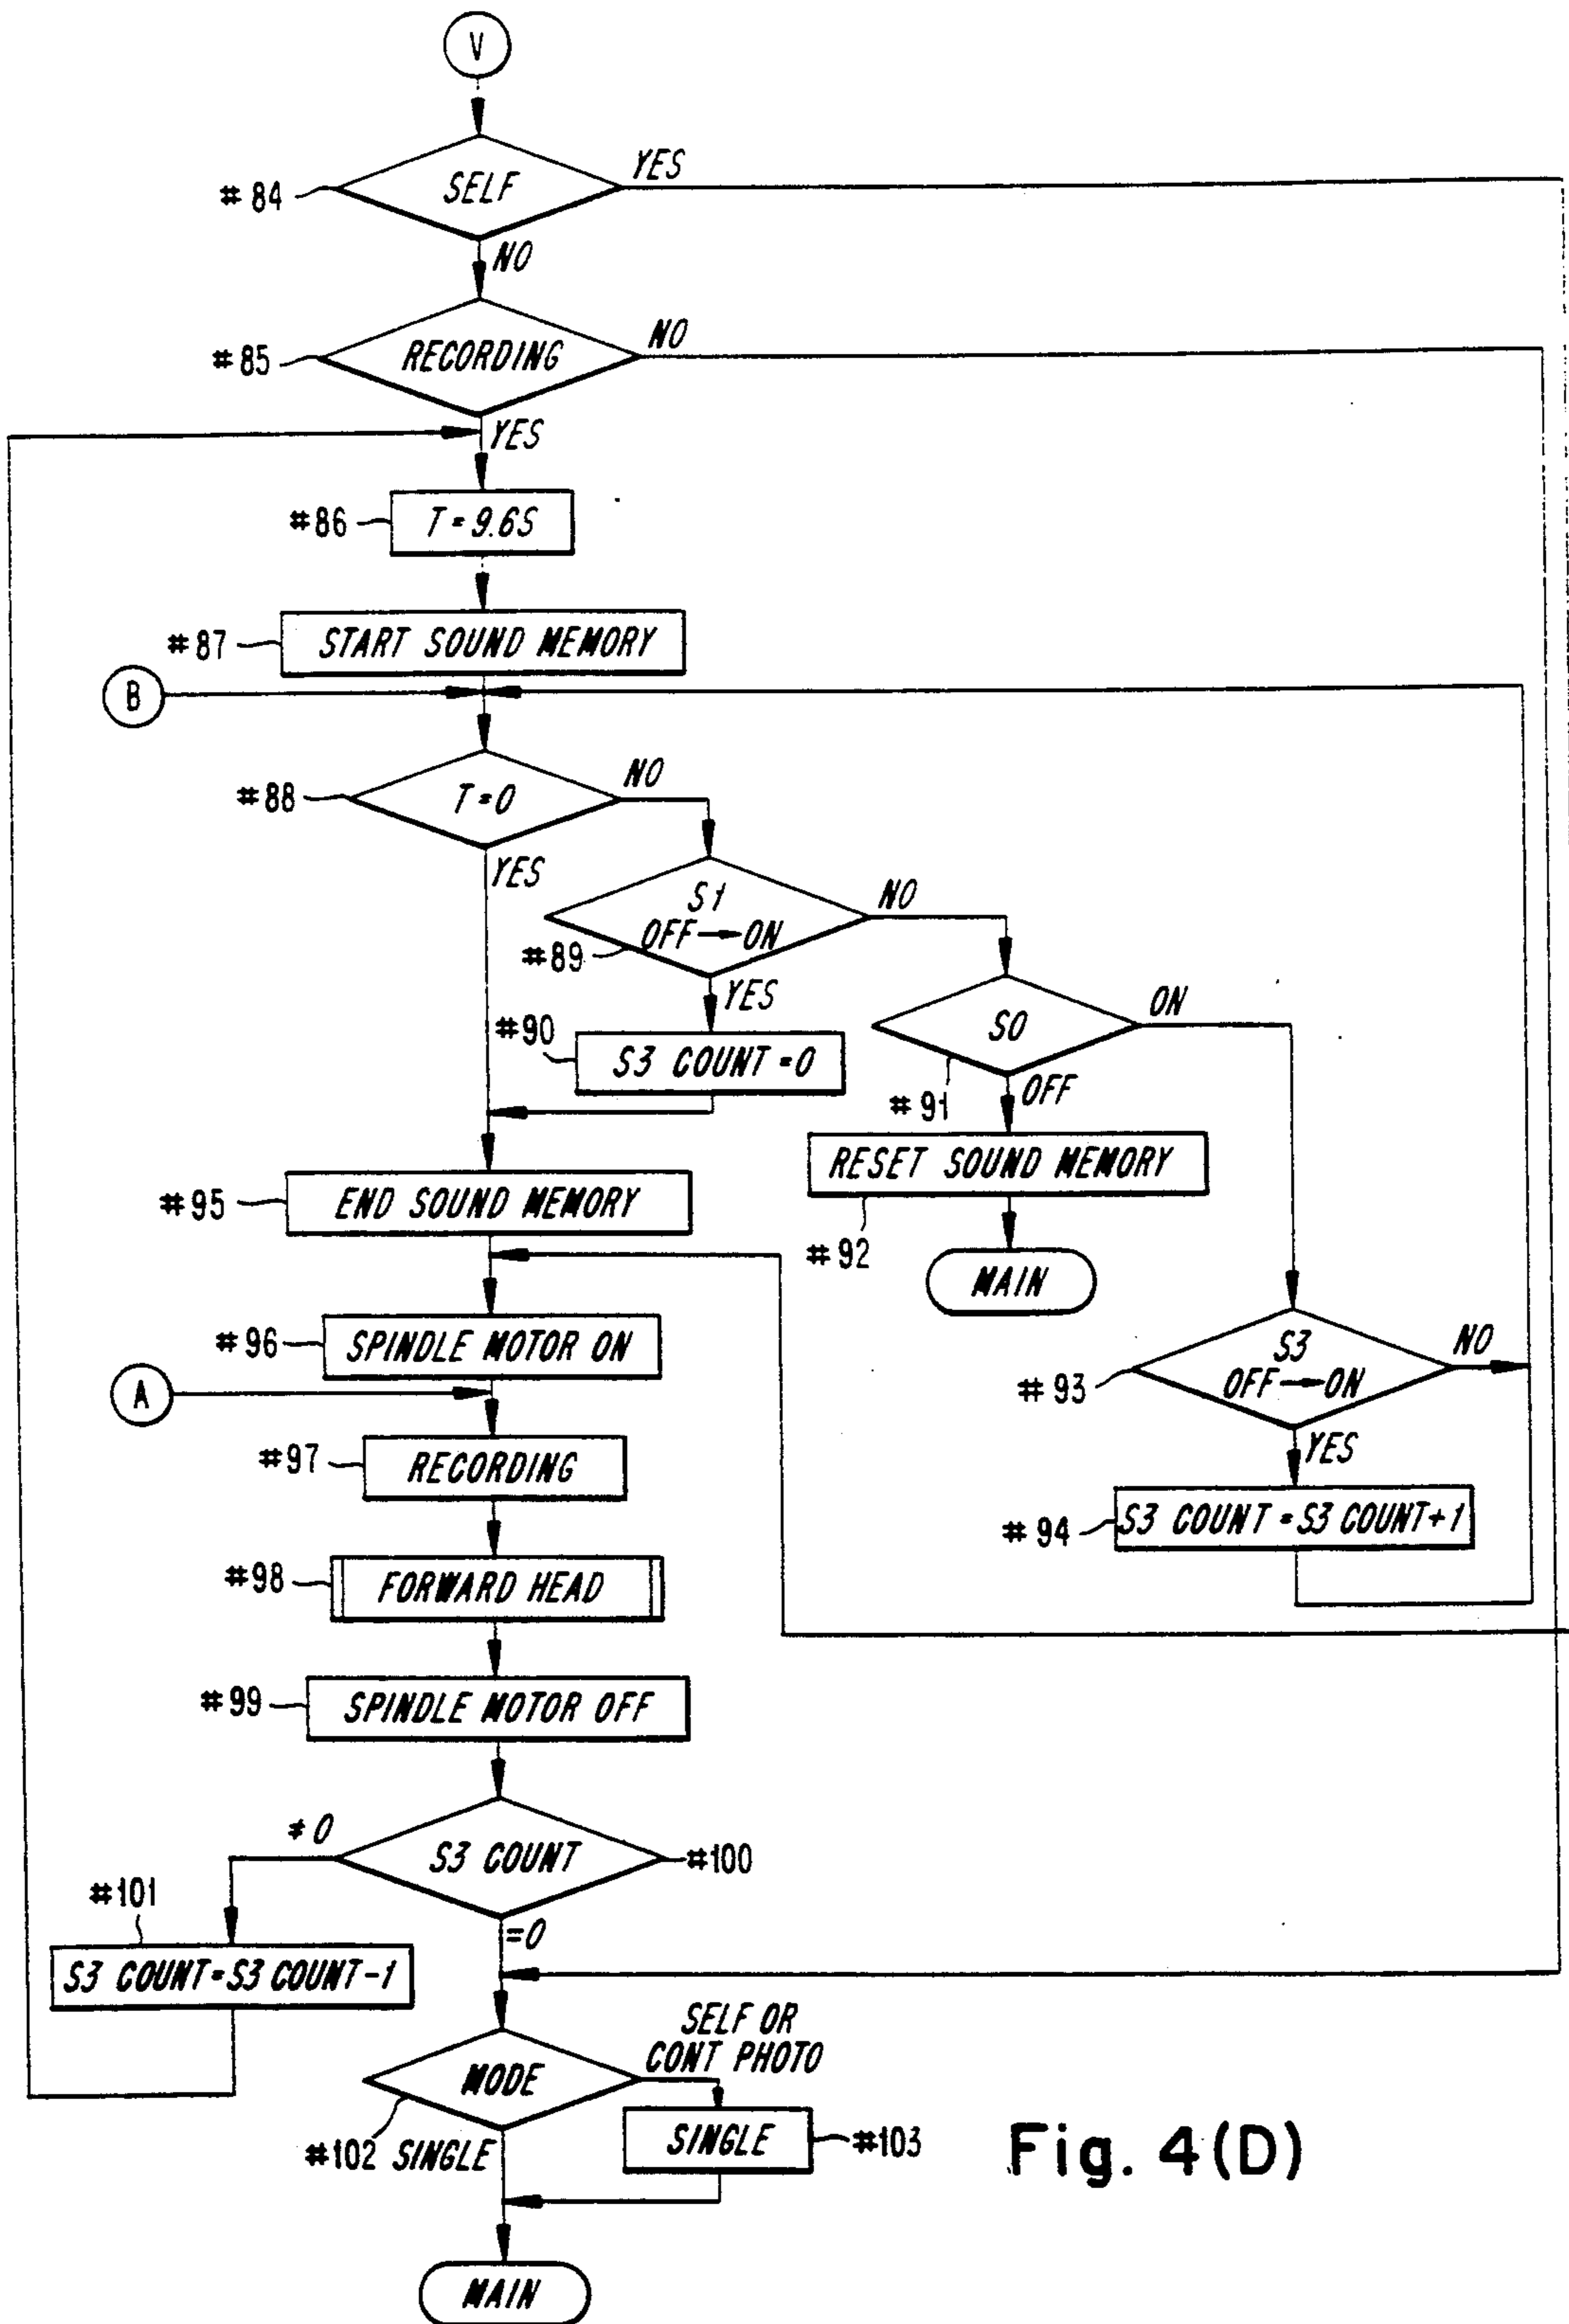 V
SELF
YES
#84
NO
RECORDING
NO
#85
YES
T=9.6S
#86
START SOUND MEMORY
#87
B
T=0
NO
#88
YES
S1
OFF→ON
NO
#89
YES
#90
S3 COUNT=0
S0
ON
#91
OFF
RESET SOUND MEMORY
#92
MAIN
END SOUND MEMORY
#95
SPINDLE MOTOR ON
#96
S3
OFF→ON
NO
#93
YES
S3 COUNT=S3 COUNT+1
#94
A
RECORDING
#97
FORWARD HEAD
#98
SPINDLE MOTOR OFF
#99
≠0
S3 COUNT
#100
=0
#101
S3 COUNT=S3 COUNT-1
SELF OR
CONT PHOTO
MODE
#102 SINGLE
SINGLE
#103
MAIN
Fig. 4(D)